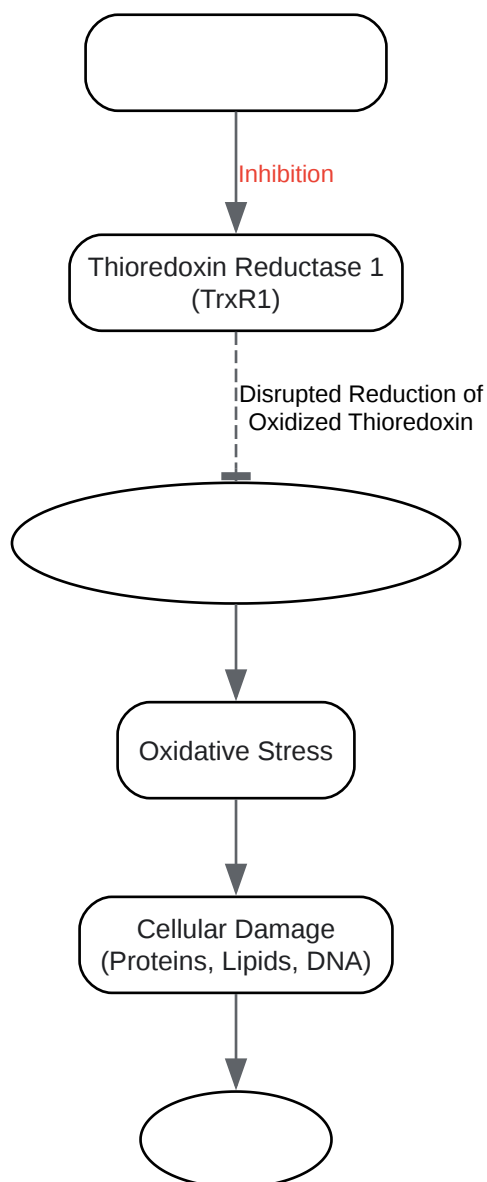 Inhibition
Thioredoxin Reductase 1
(TrxR1)
Disrupted Reduction of
Oxidized Thioredoxin
Oxidative Stress
Cellular Damage
(Proteins, Lipids, DNA)